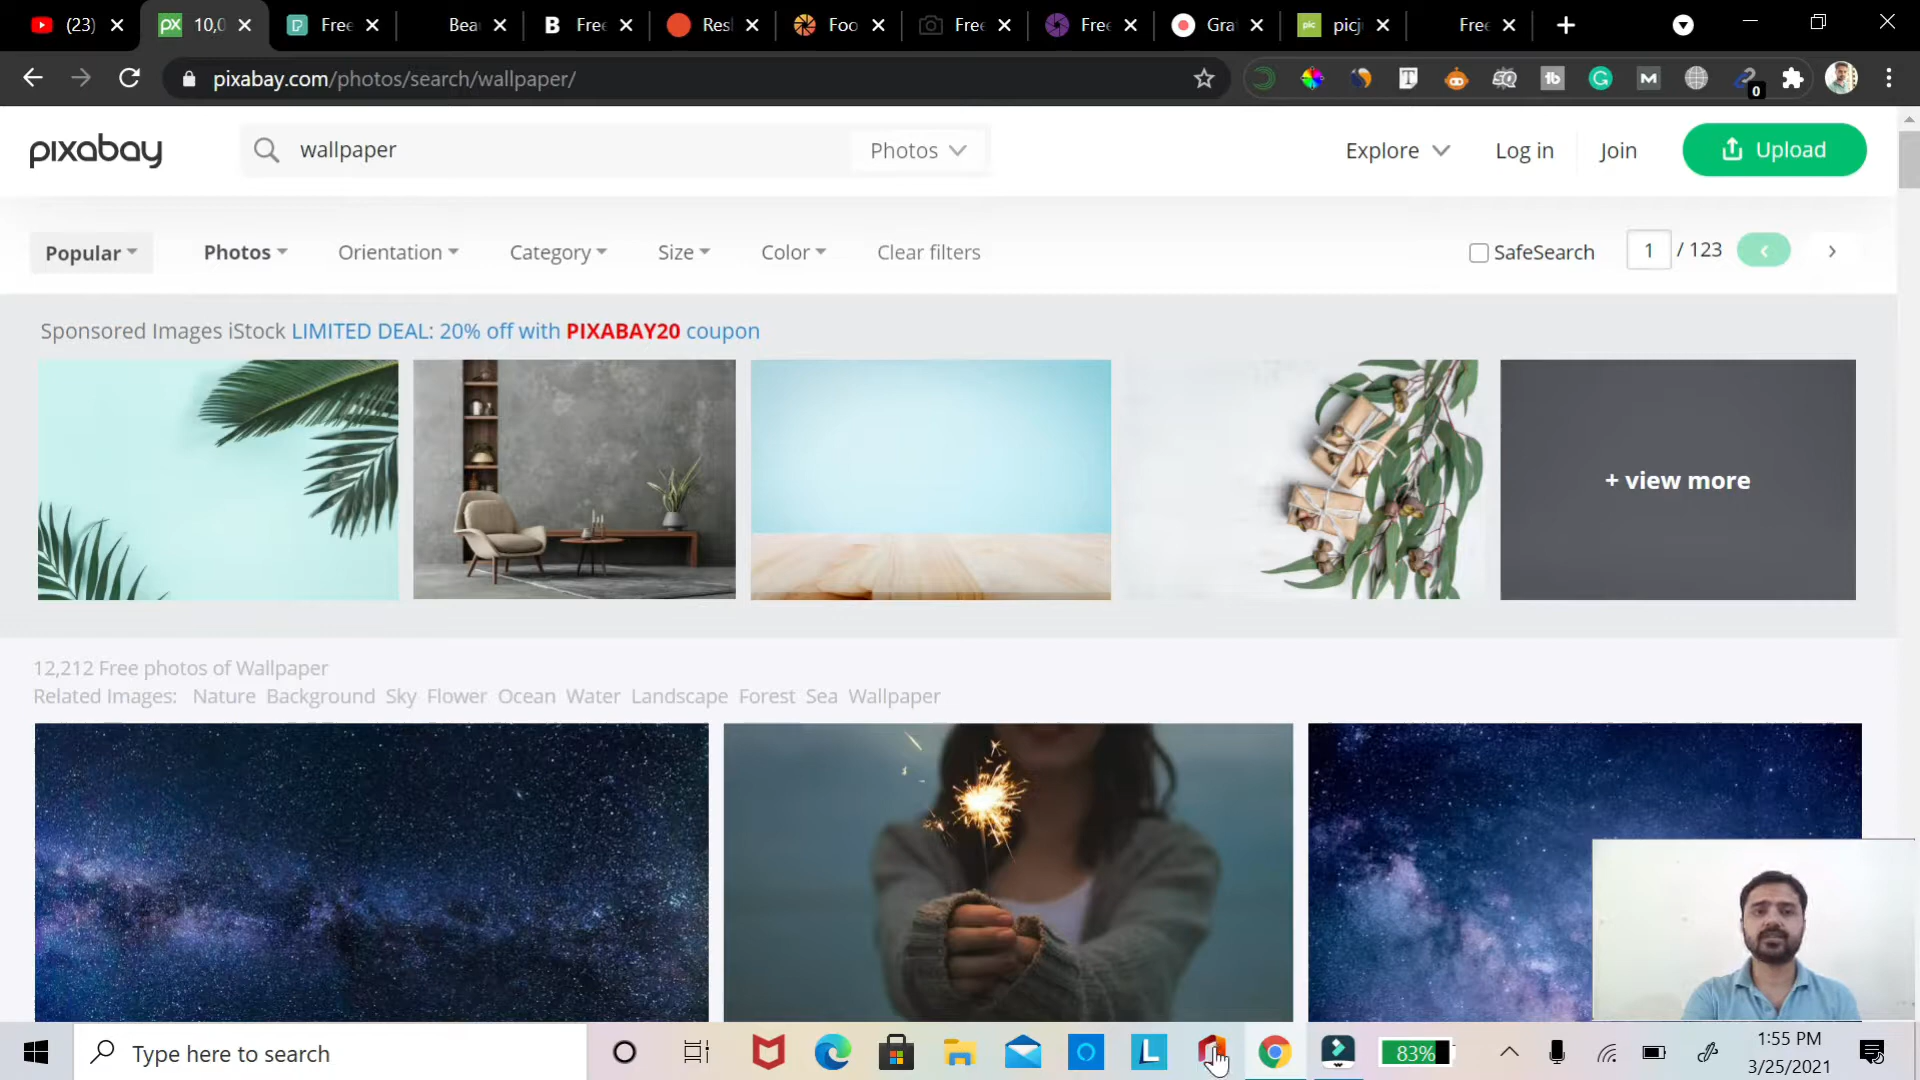 (23)
10,0
Free
Bea
B Free
Resl
Foo
Free
Free
Gra
pic picj
Free
pixabay.com/photos/search/wallpaper/
0
pixabay
wallpaper
Photos
Explore
Log in
Join
Upload
Popular
Photos
Orientation
Category
Size
Color
Clear filters
SafeSearch
1 / 123
Sponsored Images iStock LIMITED DEAL: 20% off with PIXABAY20 coupon
+ view more
12,212 Free photos of Wallpaper
Related Images: Nature Background Sky Flower Ocean Water Landscape Forest Sea Wallpaper
Type here to search
83%
1:55 PM
3/25/2021